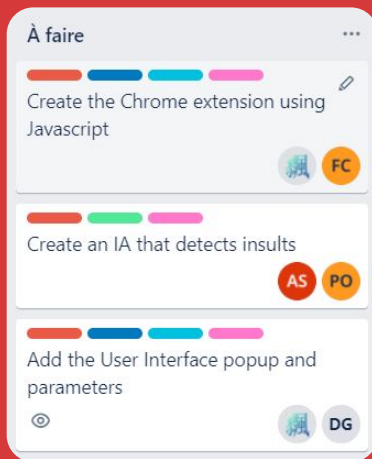 À faire
Create the Chrome extension using
Javascript
FC
Create an IA that detects insults
AS PO
Add the User Interface popup and
parameters
DG